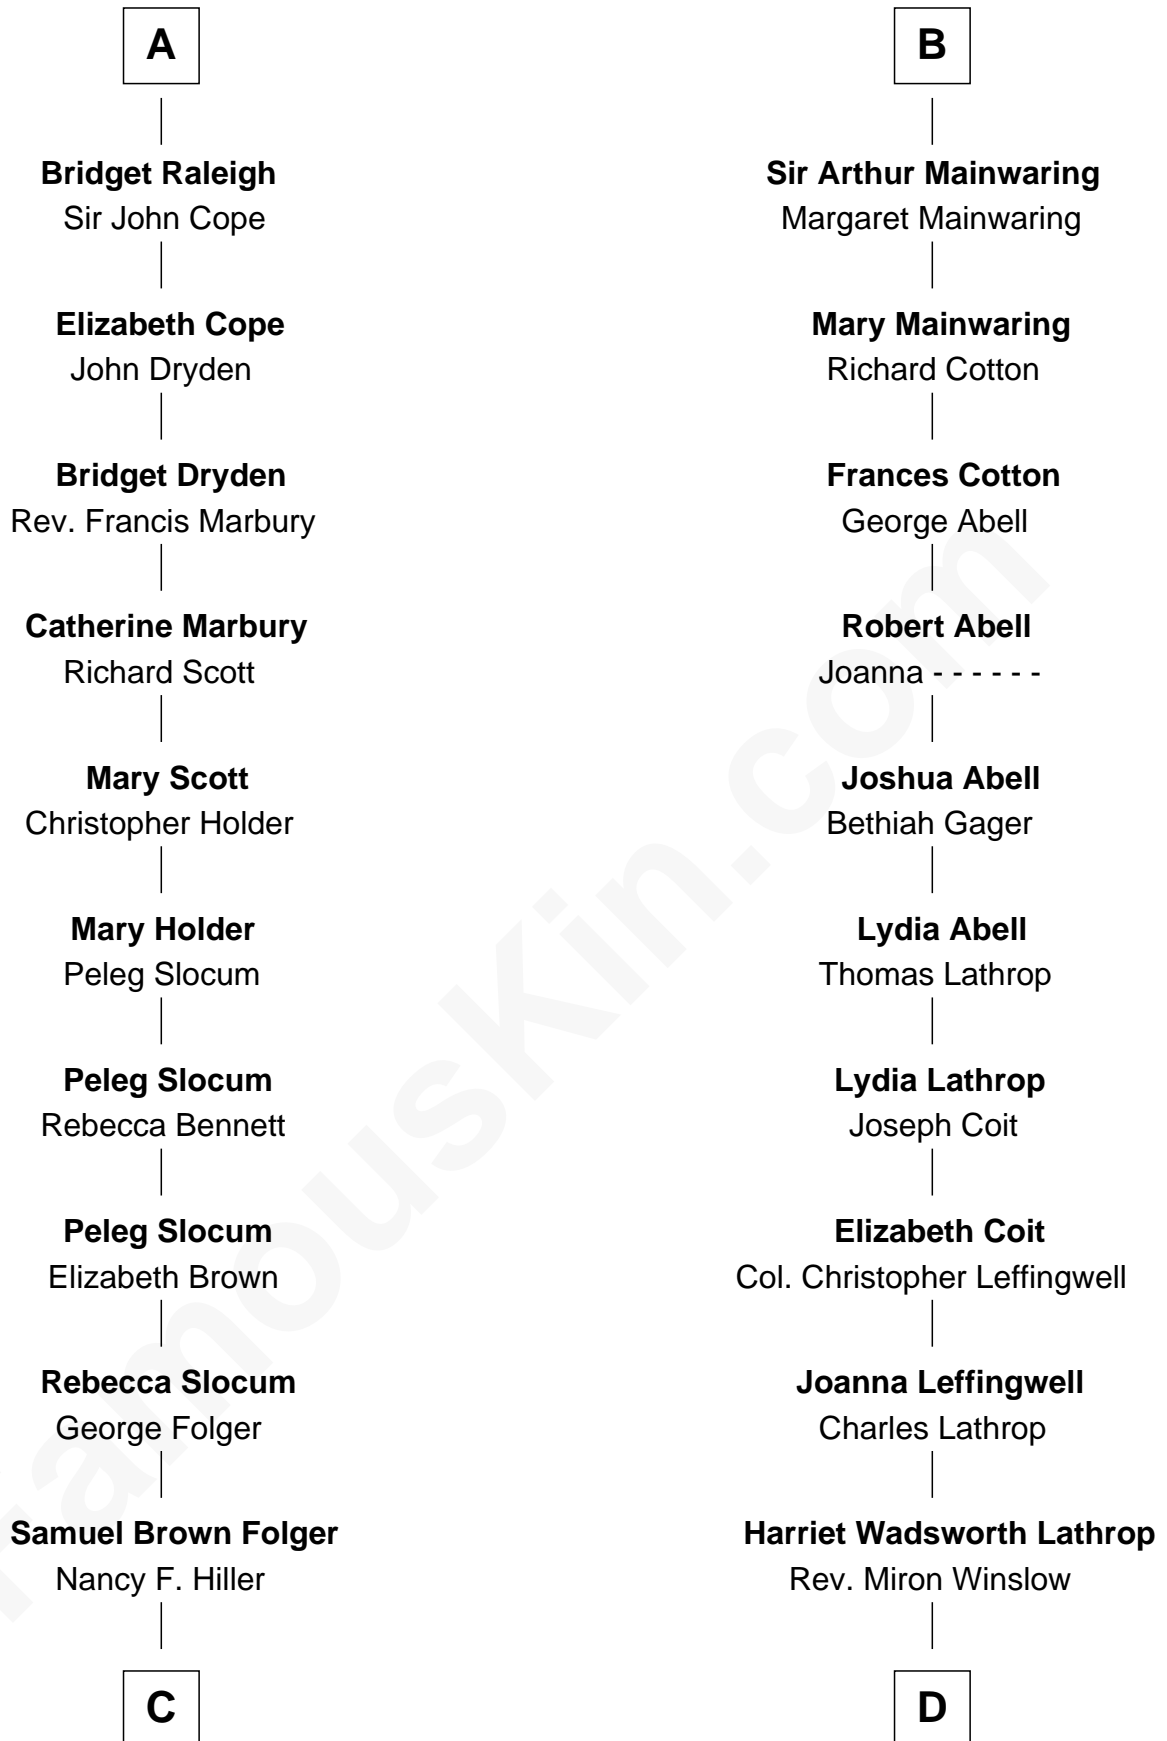 A
Bridget Raleigh
Sir John Cope
Elizabeth Cope
John Dryden
Bridget Dryden
Rev. Francis Marbury
Catherine Marbury
Richard Scott
Mary Scott
Christopher Holder
Mary Holder
Peleg Slocum
Peleg Slocum
Rebecca Bennett
Peleg Slocum
Elizabeth Brown
Rebecca Slocum
George Folger
Samuel Brown Folger
Nancy F. Hiller
C
B
Sir Arthur Mainwaring
Margaret Mainwaring
Mary Mainwaring
Richard Cotton
Frances Cotton
George Abell
Robert Abell
Joanna - - - - - -
Joshua Abell
Bethiah Gager
Lydia Abell
Thomas Lathrop
Lydia Lathrop
Joseph Coit
Elizabeth Coit
Col. Christopher Leffingwell
Joanna Leffingwell
Charles Lathrop
Harriet Wadsworth Lathrop
Rev. Miron Winslow
D
FamousKin.com